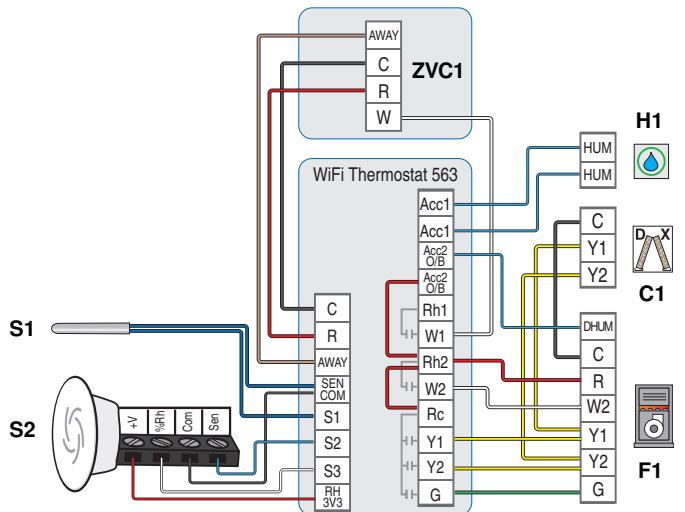 AWAY
C
R
W
ZVC1
WiFi Thermostat 563
Acc1
Acc1
Acc2
O/B
Acc2
O/B
Rh1
W1
Rh2
W2
Rc
Y1
Y2
G
C
R
AWAY
SEN
COM
S1
S2
S3
RH
3V3
S1
S2
+V
%Rh
Com
Sen
H1
HUM
HUM
C
Y1
Y2
D X
C1
DHUM
C
R
W2
Y1
Y2
G
F1